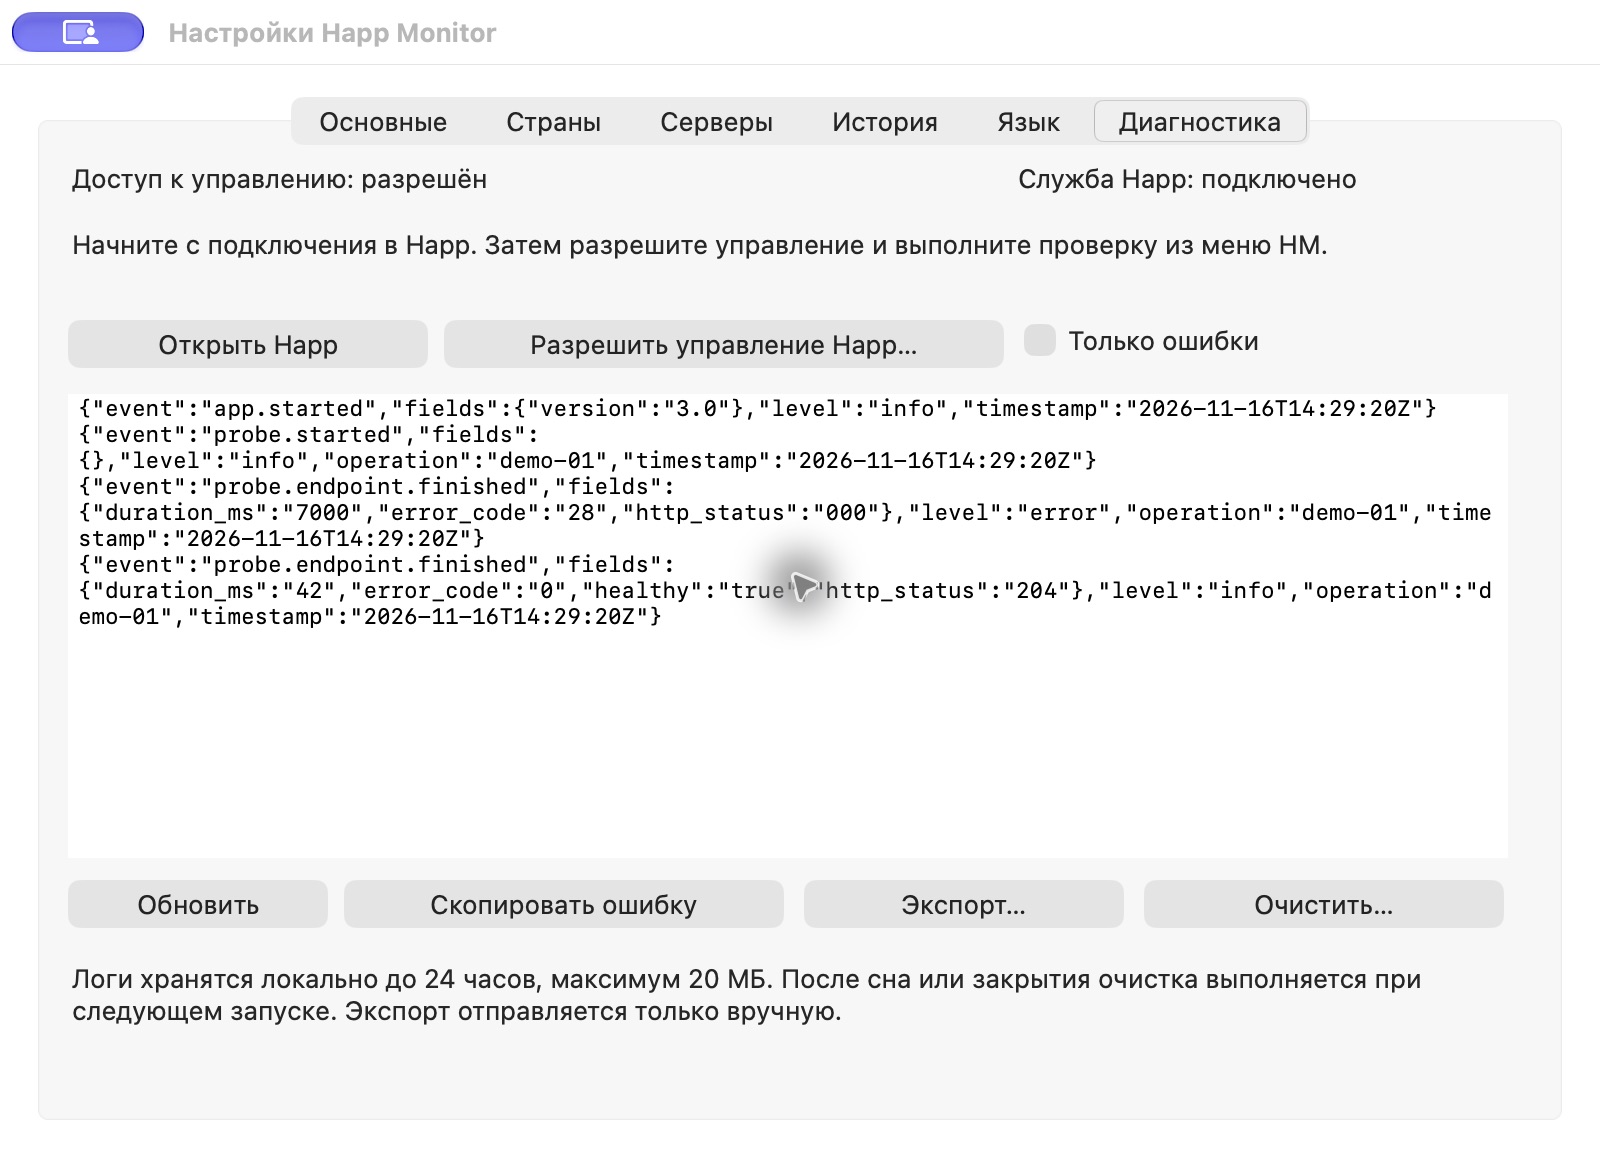 Настройки Happ Monitor
Основные Страны Серверы История Язык Диагностика
Доступ к управлению: разрешён Служба Happ: подключено
Начните с подключения в Happ. Затем разрешите управление и выполните проверку из меню HM.
Открыть Happ Разрешить управление Happ... Только ошибки
{"event":"app.started","fields":{"version":"3.0"},"level":"info","timestamp":"2026-11-16T14:29:20Z"}
{"event":"probe.started","fields":
{},"level":"info","operation":"demo-01","timestamp":"2026-11-16T14:29:20Z"}
{"event":"probe.endpoint.finished","fields":
{"duration_ms":"7000","error_code":"28","http_status":"000"},"level":"error","operation":"demo-01","time
stamp":"2026-11-16T14:29:20Z"}
{"event":"probe.endpoint.finished","fields":
{"duration_ms":"42","error_code":"0","healthy":"true","http_status":"204"},"level":"info","operation":"d
emo-01","timestamp":"2026-11-16T14:29:20Z"}
Обновить Скопировать ошибку Экспорт... Очистить...
Логи хранятся локально до 24 часов, максимум 20 МБ. После сна или закрытия очистка выполняется при
следующем запуске. Экспорт отправляется только вручную.